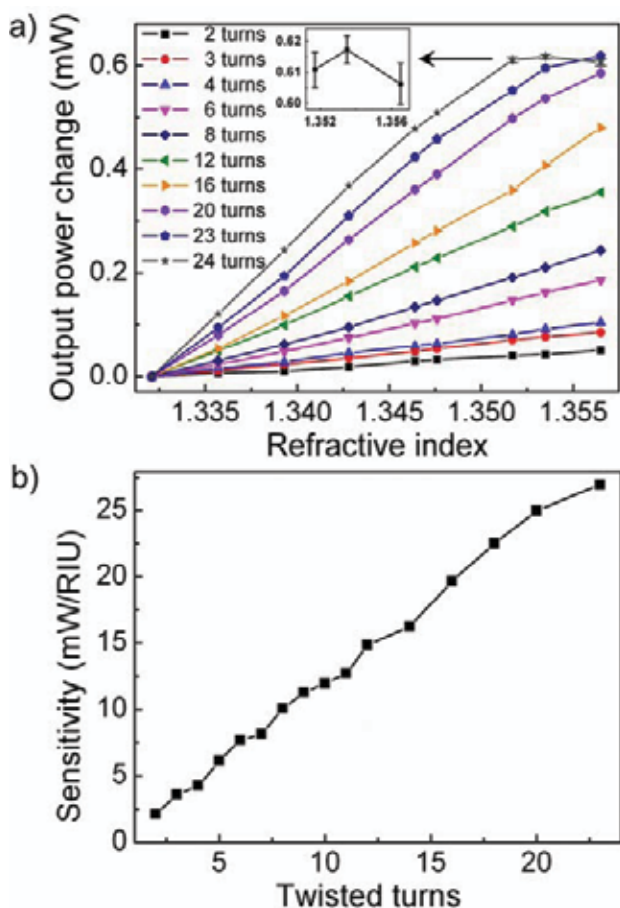 a)
Output power change (mW)
0.6
0.4
0.2
0.0
2 turns
3 turns
4 turns
6 turns
8 turns
12 turns
16 turns
20 turns
23 turns
24 turns
0.62
0.61
0.60
1.352
1.356
1.335
1.340
1.345
1.350
1.355
Refractive index
b)
Sensitivity (mW/RIU)
25
20
15
10
5
0
5
10
15
20
Twisted turns